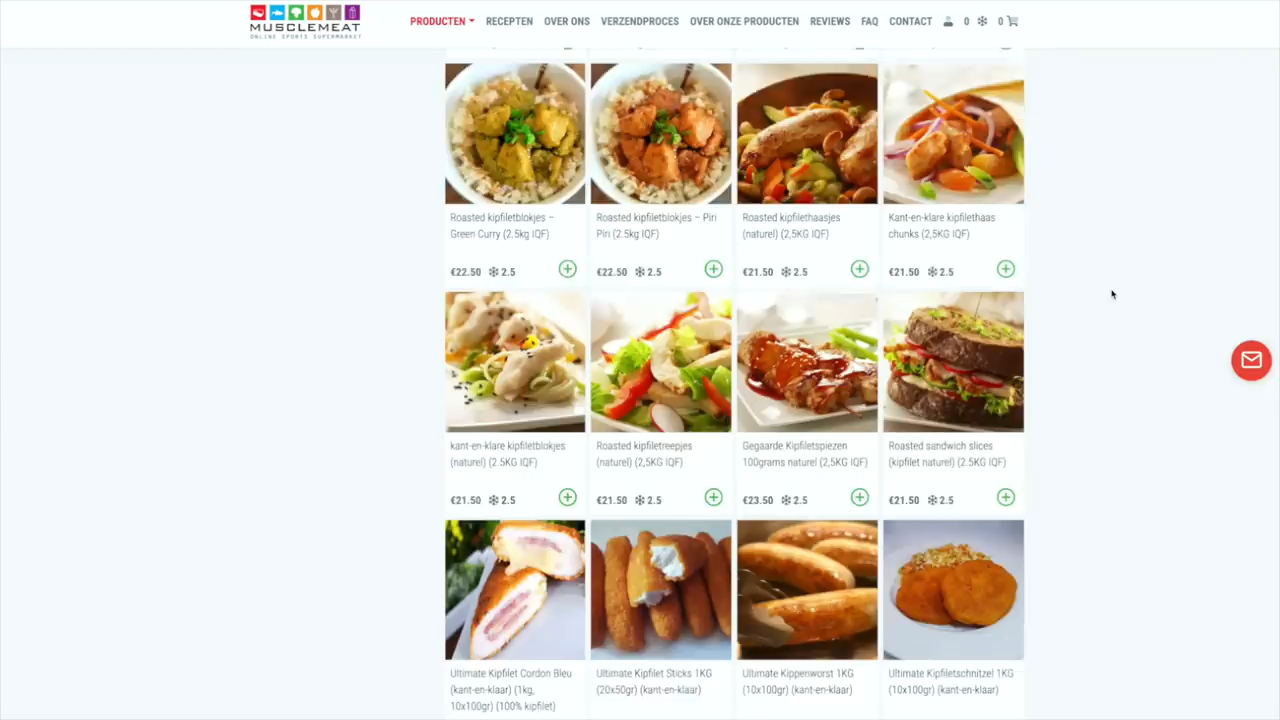 MUSCLEMEAT
ONLINE SPORTS SUPERMARKET
PRODUCTEN RECEPTEN OVER ONS VERZENDPROCES OVER ONZE PRODUCTEN REVIEWS FAQ CONTACT 0 0
Roasted kipfiletblokjes –
Green Curry (2.5kg IQF)
€22.50 2.5
Roasted kipfiletblokjes – Piri
Piri (2.5kg IQF)
€22.50 2.5
Roasted kipfilethaasjes
(naturel) (2,5KG IQF)
€21.50 2.5
Kant-en-klare kipfilethaas
chunks (2,5KG IQF)
€21.50 2.5
kant-en-klare kipfiletblokjes
(naturel) (2.5KG IQF)
€21.50 2.5
Roasted kipfiletreepjes
(naturel) (2,5KG IQF)
€21.50 2.5
Gegaarde Kipfiletspiezen
100grams naturel (2,5KG IQF)
€23.50 2.5
Roasted sandwich slices
(kipfilet naturel) (2.5KG IQF)
€21.50 2.5
Ultimate Kipfilet Cordon Bleu
(kant-en-klaar) (1kg,
10x100gr) (100% kipfilet)
Ultimate Kipfilet Sticks 1KG
(20x50gr) (kant-en-klaar)
Ultimate Kippenworst 1KG
(10x100gr) (kant-en-klaar)
Ultimate Kipfiletschnitzel 1KG
(10x100gr) (kant-en-klaar)